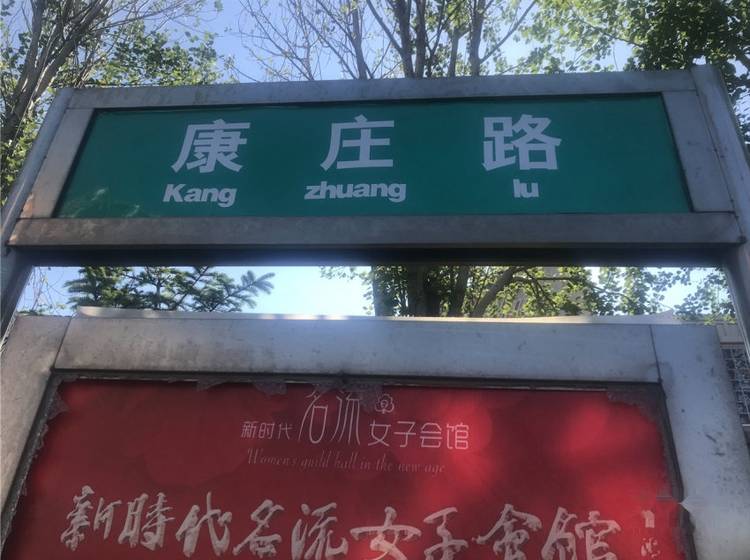 康庄路
Kang zhuang lu
新时代名流女子会馆
Women's guild hall in the new age
新時代名流女子會館